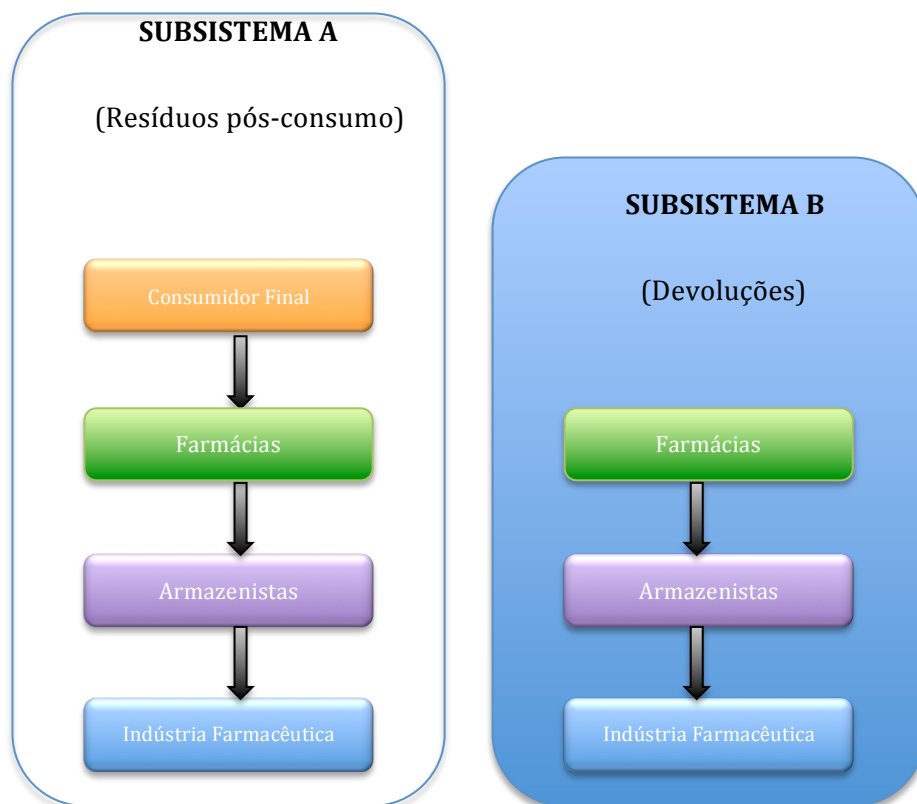 SUBSISTEMA A
(Resíduos pós-consumo)
Consumidor Final
Farmácias
Armazenistas
Indústria Farmacêutica
SUBSISTEMA B
(Devoluções)
Farmácias
Armazenistas
Indústria Farmacêutica